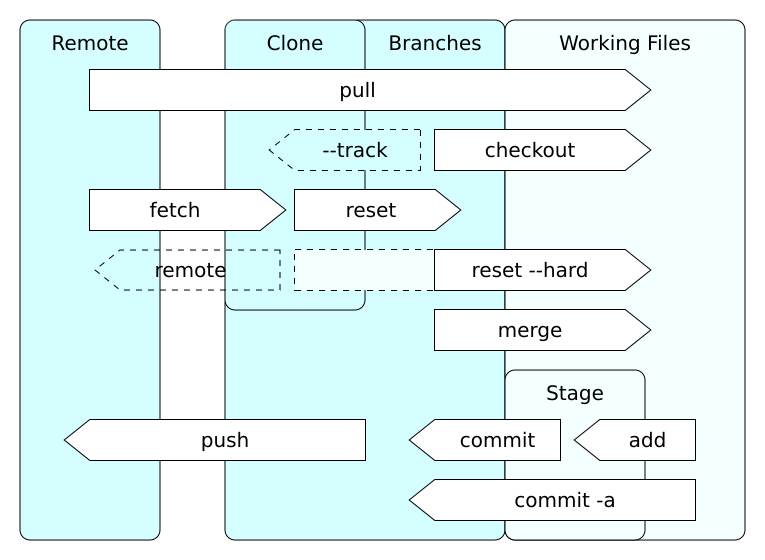 Remote
Clone
Branches
Working Files
pull
--track
checkout
fetch
reset
remote
reset --hard
merge
Stage
push
commit
add
commit -a